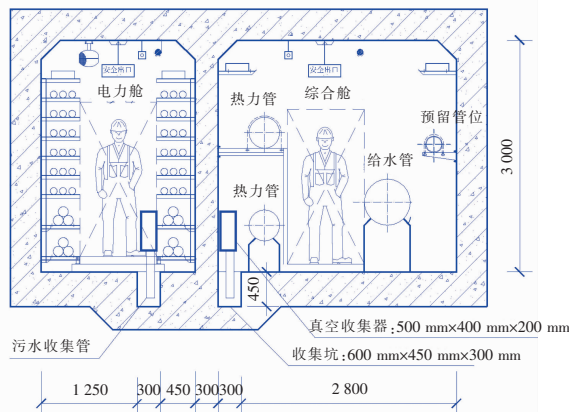 安全出口
安全出口
电力舱
热力管
综合舱
预留管位
给水管
热力管
3 000
450
真空收集器:500 mm×400 mm×200 mm
污水收集管
收集坑:600 mm×450 mm×300 mm
1 250
300
450
300
300
2 800